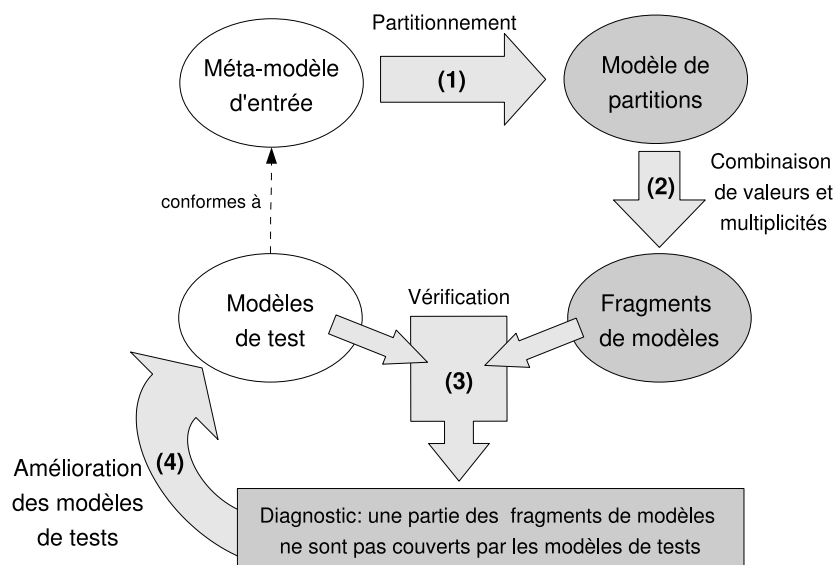 Partitionnement
Méta-modèle
d'entrée
(1)
Modèle de
partitions
(2)
Combinaison
de valeurs et
multiplicités
conformes à
Modèles
de test
Vérification
Fragments
de modèles
(3)
(4)
Amélioration
des modèles
de tests
Diagnostic: une partie des fragments de modèles
ne sont pas couverts par les modèles de tests